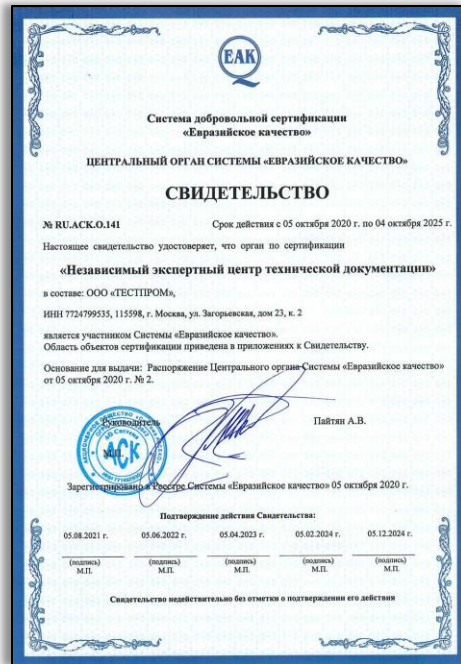 ЕАК
Система добровольной сертификации
«Евразийское качество»
ЦЕНТРАЛЬНЫЙ ОРГАН СИСТЕМЫ «ЕВРАЗИЙСКОЕ КАЧЕСТВО»
СВИДЕТЕЛЬСТВО
№ RU.АСК.О.141 Срок действия с 05 октября 2020 г. по 04 октября 2025 г.
Настоящее свидетельство удостоверяет, что орган по сертификации
«Независимый экспертный центр технической документации»
в составе: ООО «ТЕСТПРОМ»,
ИНН 7724799535, 115598, г. Москва, ул. Загорьевская, дом 23, к. 2
является участником Системы «Евразийское качество».
Область объектов сертификации приведена в приложениях к Свидетельству.
Основание для выдачи: Распоряжение Центрального органа Системы «Евразийское качество»
от 05 октября 2020 г. № 2.
Руководитель Пайтян А.В.
М.П.
АСК
Зарегистрировано в Реестре Системы «Евразийское качество» 05 октября 2020 г.
Подтверждение действия Свидетельства:
05.08.2021 г. 05.06.2022 г. 05.04.2023 г. 05.02.2024 г. 05.12.2024 г.
(подпись) (подпись) (подпись) (подпись) (подпись)
М.П. М.П. М.П. М.П. М.П.
Свидетельство недействительно без отметки о подтверждении его действия